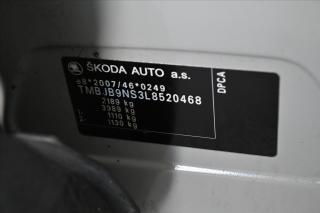 ŠKODA AUTO a.s.
e8*2007/46*0249
TMBJB9NS3L8520468
2189 kg
3989 kg
1110 kg
1130 kg
DPCA